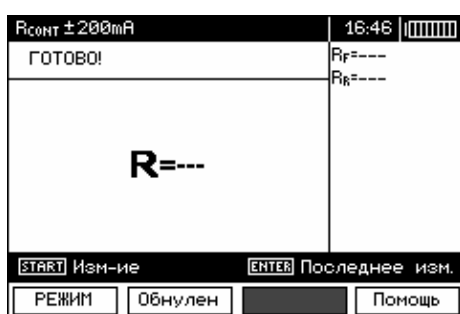 RCONT ±200mA 16:46
ГОТОВО!
RF=---
RR=---
R=---
START Изм-ие ENTER Последнее изм.
РЕЖИМ Обнулен Помощь